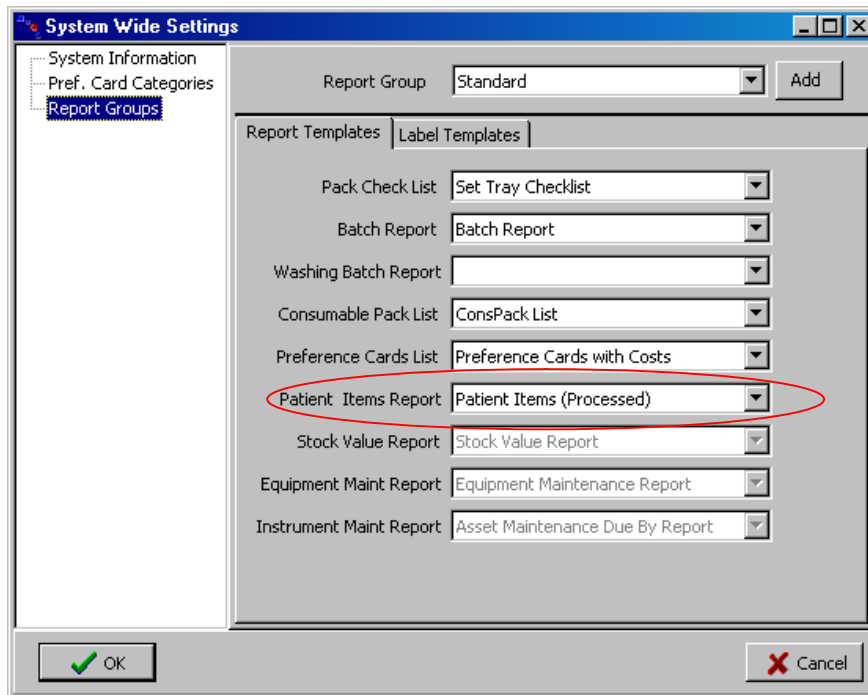 System Wide Settings
System Information
Pref. Card Categories
Report Groups
Report Group Standard Add
Report Templates Label Templates
Pack Check List Set Tray Checklist
Batch Report Batch Report
Washing Batch Report
Consumable Pack List ConsPack List
Preference Cards List Preference Cards with Costs
Patient Items Report Patient Items (Processed)
Stock Value Report Stock Value Report
Equipment Maint Report Equipment Maintenance Report
Instrument Maint Report Asset Maintenance Due By Report
OK Cancel